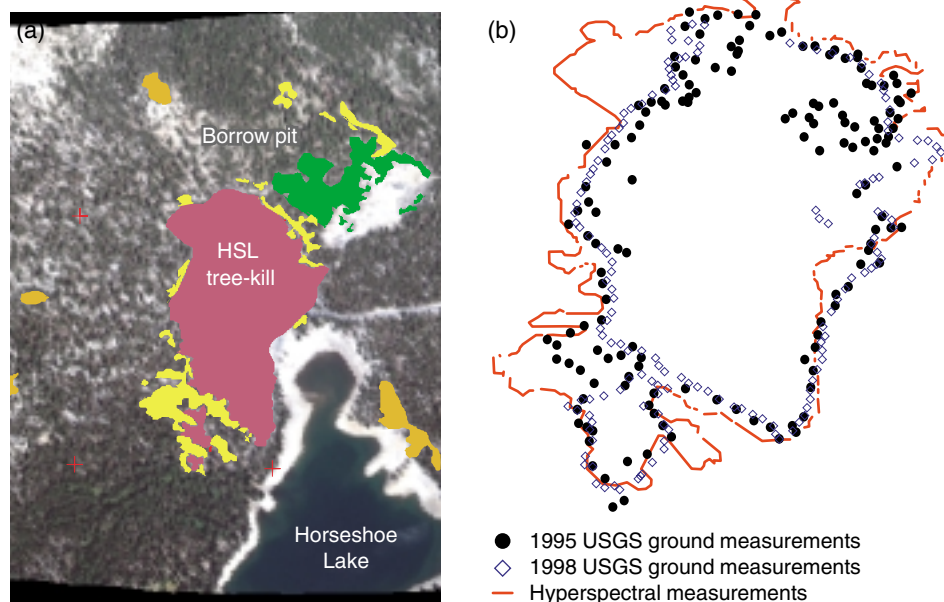 (a)
Borrow pit
HSL
tree-kill
Horseshoe
Lake
(b)
1995 USGS ground measurements
1998 USGS ground measurements
Hyperspectral measurements